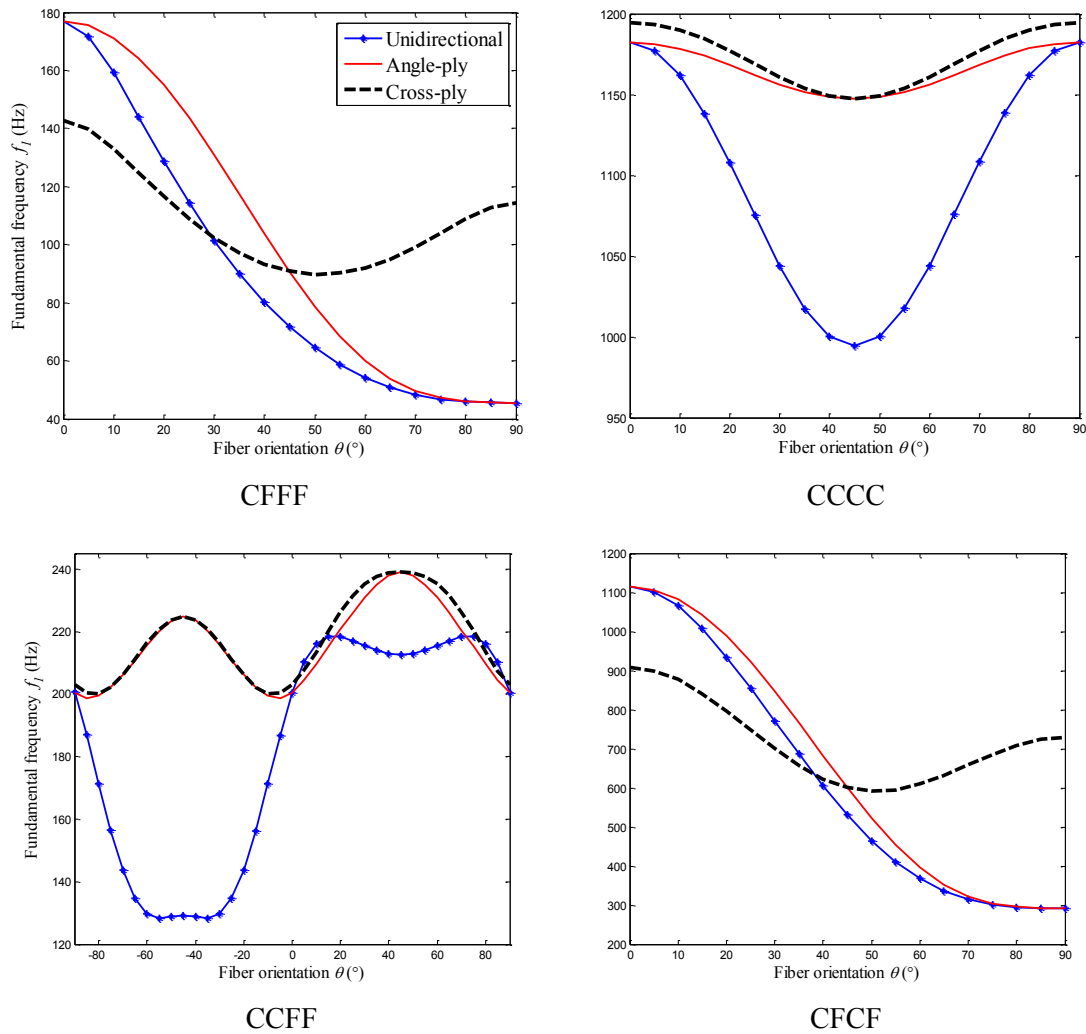 180
160
140
120
100
80
60
40
0 10 20 30 40 50 60 70 80 90
Fundamental frequency f1 (Hz)
Fiber orientation θ (°)
Unidirectional
Angle-ply
Cross-ply
CFFF
1200
1150
1100
1050
1000
950
0 10 20 30 40 50 60 70 80 90
Fiber orientation θ (°)
CCCC
240
220
200
180
160
140
120
-80 -60 -40 -20 0 20 40 60 80
Fundamental frequency f1 (Hz)
Fiber orientation θ (°)
CCFF
1200
1100
1000
900
800
700
600
500
400
300
200
0 10 20 30 40 50 60 70 80 90
Fiber orientation θ (°)
CFCF